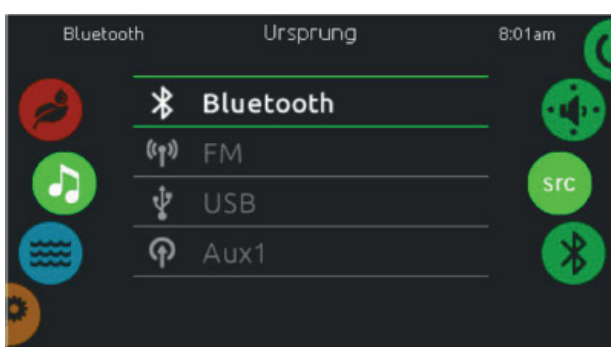 Bluetooth Ursprung 8:01am
Bluetooth
FM
USB
Aux1
src